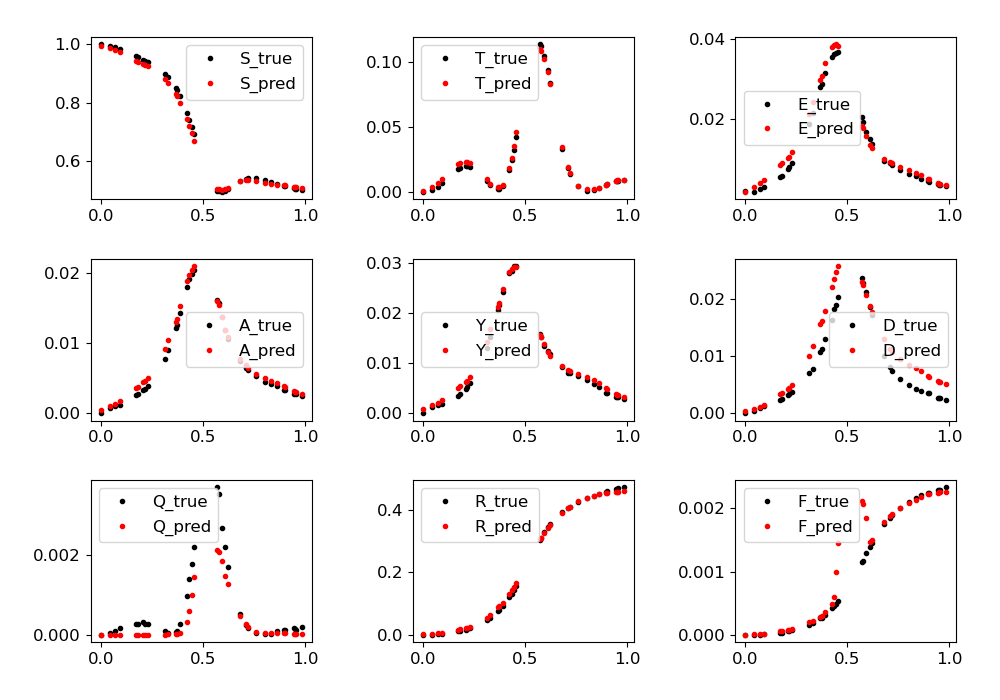 1.0
0.8
0.6
0.0
0.5
1.0
S_true
S_pred
0.10
0.05
0.00
0.0
0.5
1.0
T_true
T_pred
0.04
0.02
0.0
0.5
1.0
E_true
E_pred
0.02
0.01
0.00
0.0
0.5
1.0
A_true
A_pred
0.03
0.02
0.01
0.00
0.0
0.5
1.0
Y_true
Y_pred
0.02
0.01
0.00
0.0
0.5
1.0
D_true
D_pred
0.002
0.000
0.0
0.5
1.0
Q_true
Q_pred
0.4
0.2
0.0
0.0
0.5
1.0
R_true
R_pred
0.002
0.001
0.000
0.0
0.5
1.0
F_true
F_pred